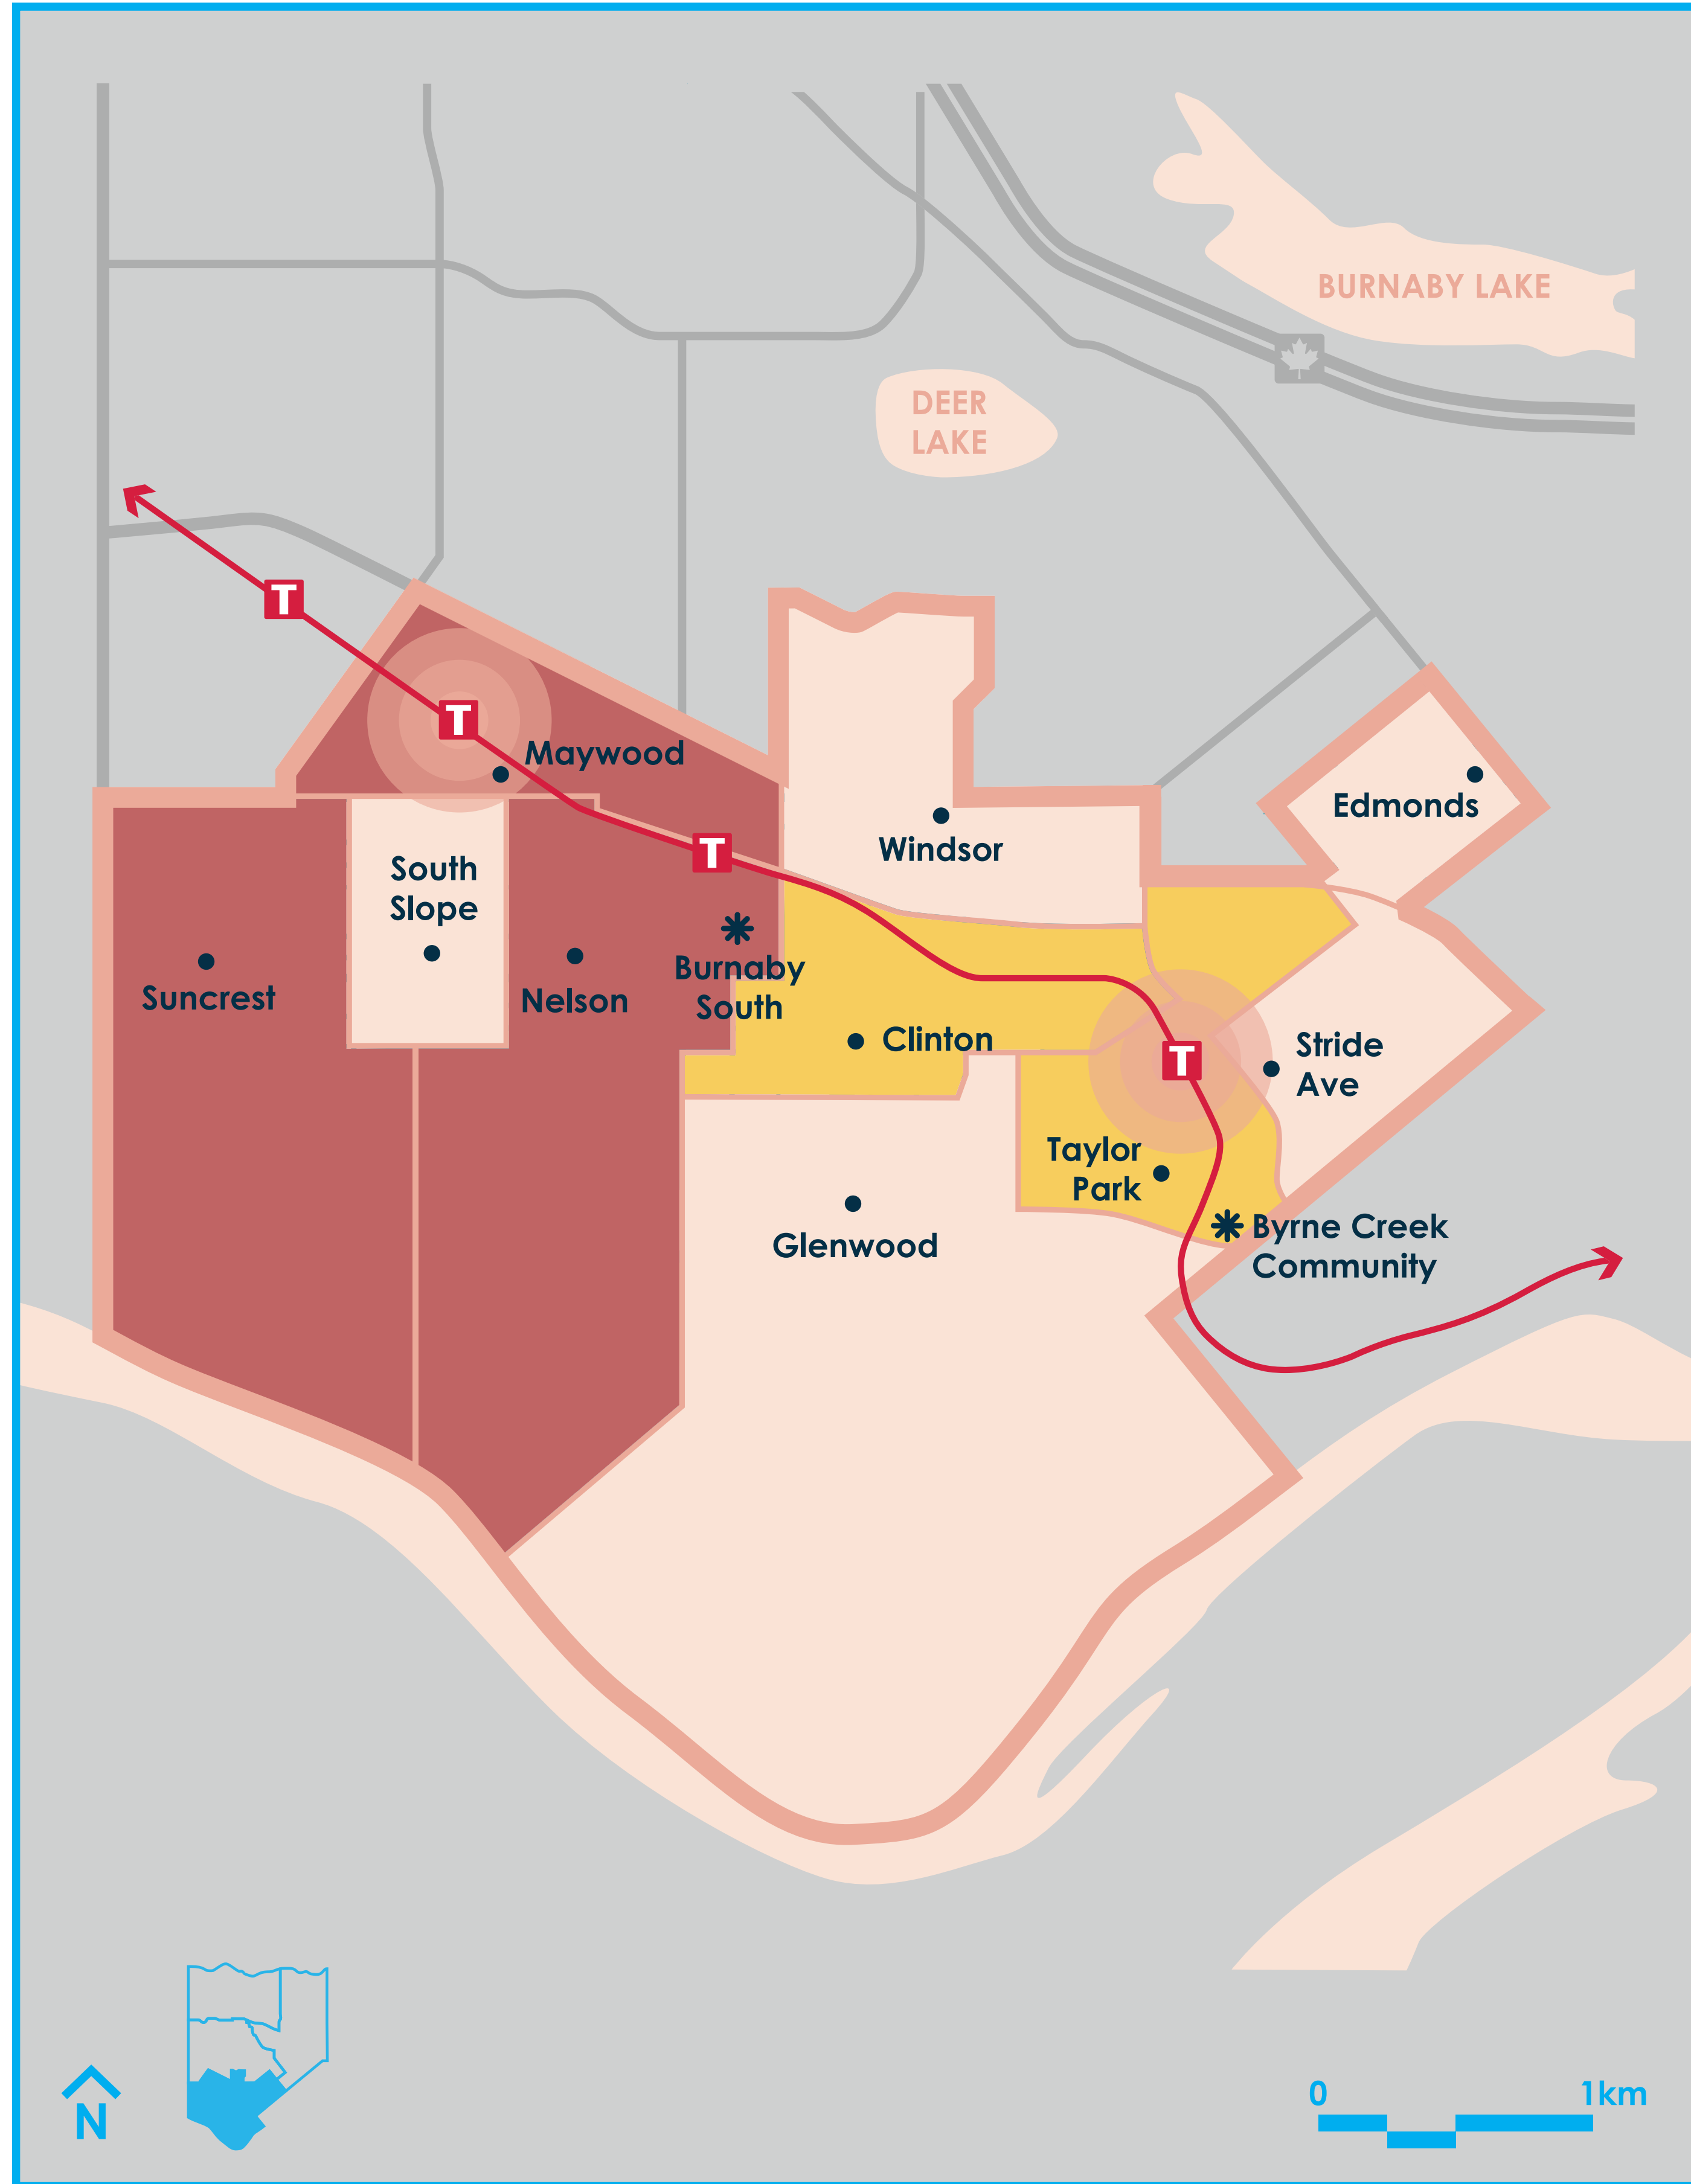 BURNABY LAKE
DEER
LAKE
T
T
Maywood
Edmonds
T
Windsor
South
Slope
Suncrest
Nelson
Burnaby
South
Clinton
Stride
Ave
T
Taylor
Park
Byrne Creek
Community
Glenwood
N
0
1km